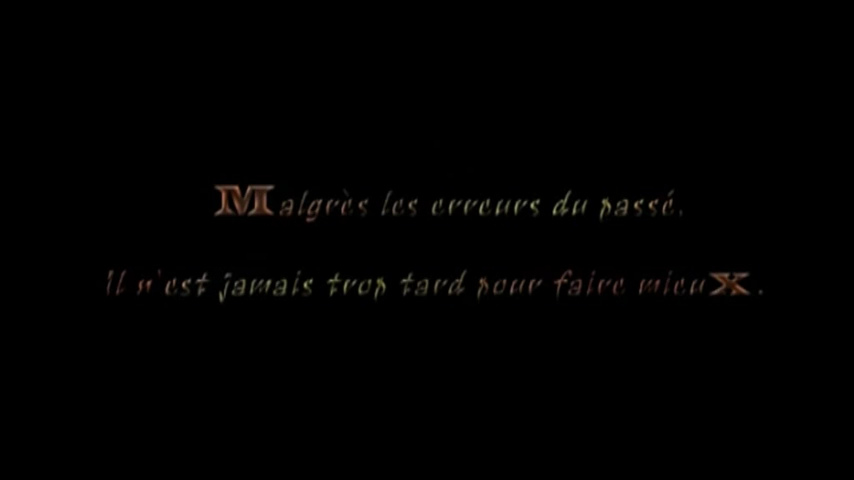 Malgrès les erreurs du passé.
Il n'est jamais trop tard pour faire mieuX.